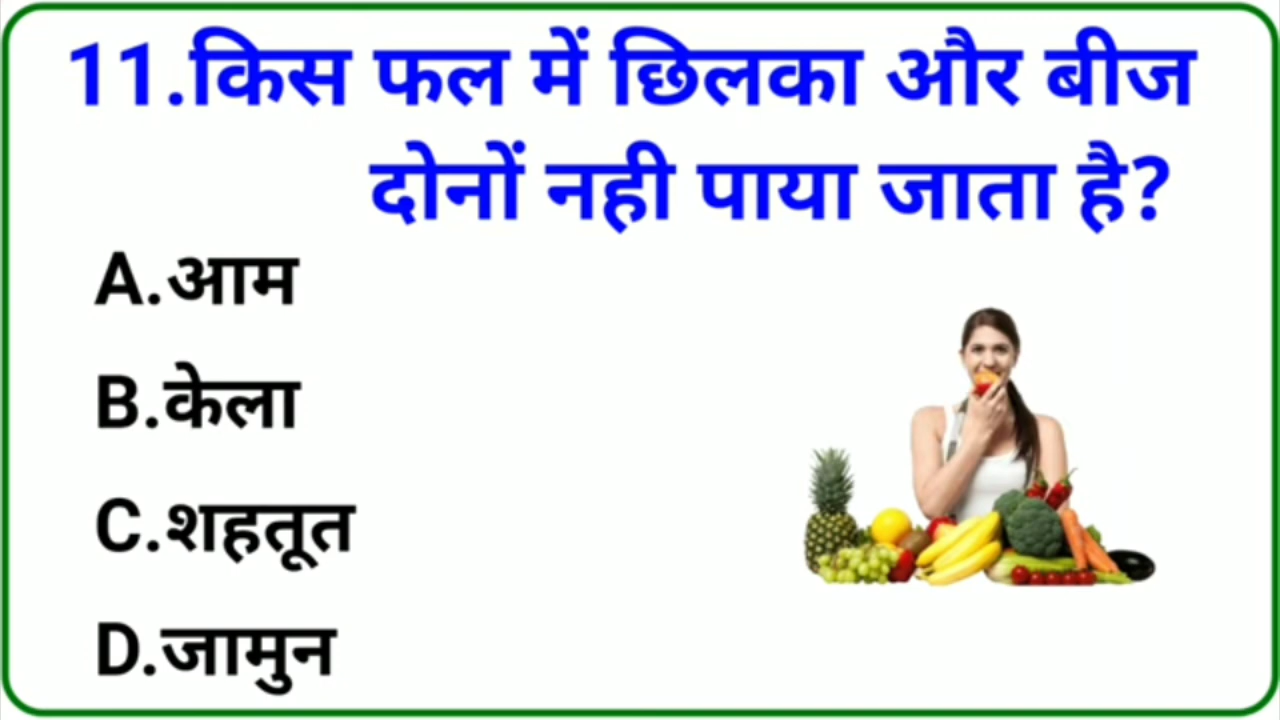 11.किस फल में छिलका और बीज
दोनों नही पाया जाता है?
A.आम
B.केला
C.शहतूत
D.जामुन